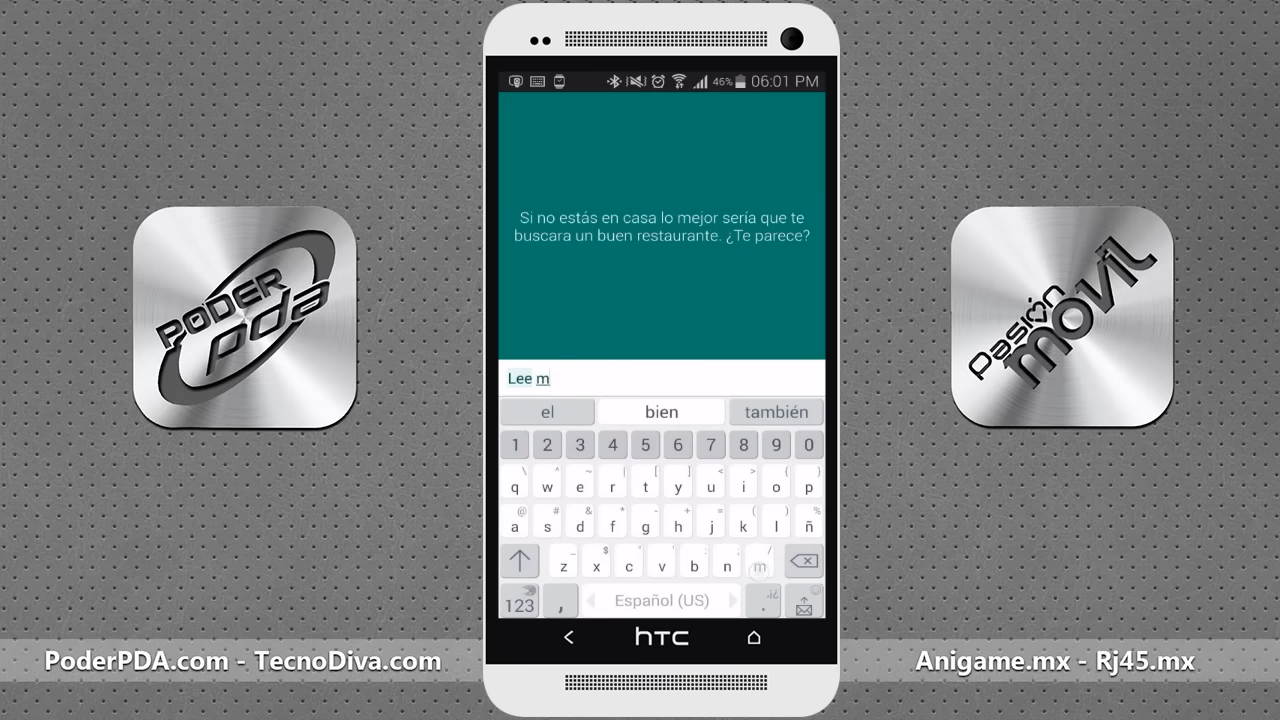 46% 06:01 PM
Si no estás en casa lo mejor sería que te
buscara un buen restaurante. ¿Te parece?
Lee m
el bien también
1 2 3 4 5 6 7 8 9 0
\ ^ ~ | [ ] < > { }
q w e r t y u i o p
@ # & * - + = ( ) %
a s d f g h j k l ñ
_ $ " ' : ; /
z x c v b n m
123 , Español (US) . ,¡¿
hTC
PODER
pda
Pasión
movil
PoderPDA.com - TecnoDiva.com
Anigame.mx - Rj45.mx